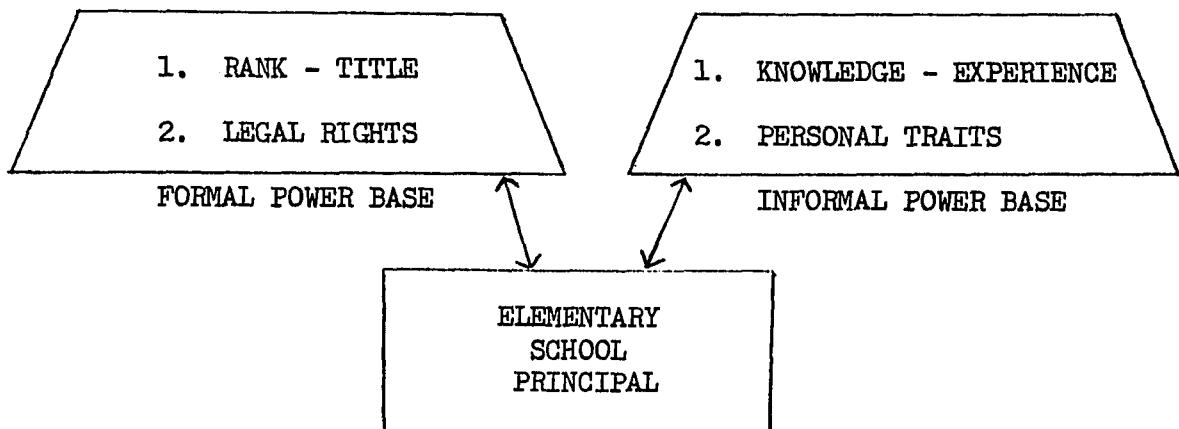 1. RANK - TITLE
2. LEGAL RIGHTS
FORMAL POWER BASE
1. KNOWLEDGE - EXPERIENCE
2. PERSONAL TRAITS
INFORMAL POWER BASE
ELEMENTARY
SCHOOL
PRINCIPAL